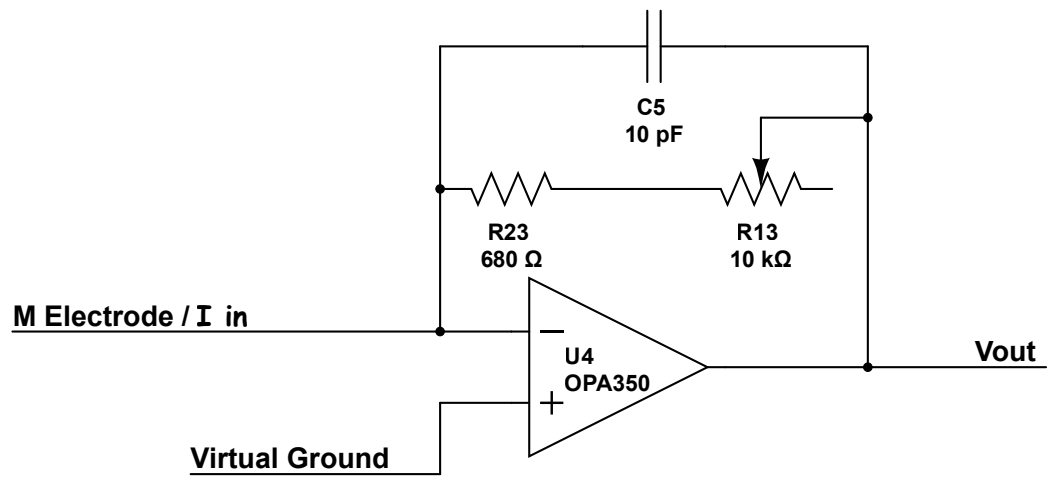 C5
10 pF
R23
680 Ω
R13
10 kΩ
M Electrode / I in
U4
OPA350
Vout
Virtual Ground